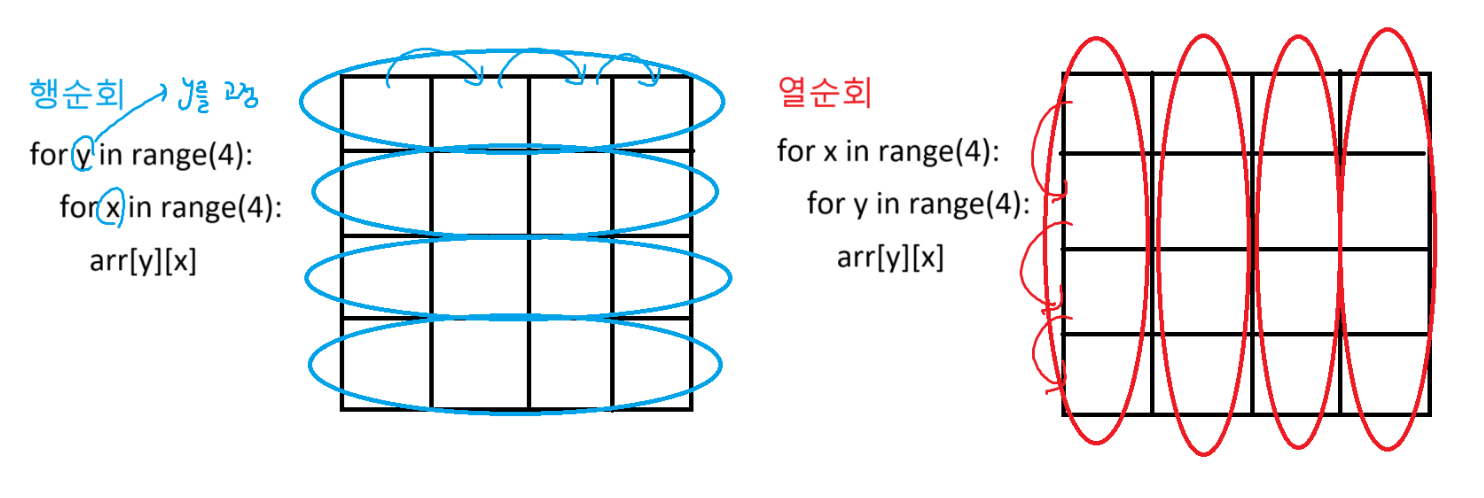 행순회 → y를 고정
for y in range(4):
for x in range(4):
arr[y][x]
열순회
for x in range(4):
for y in range(4):
arr[y][x]